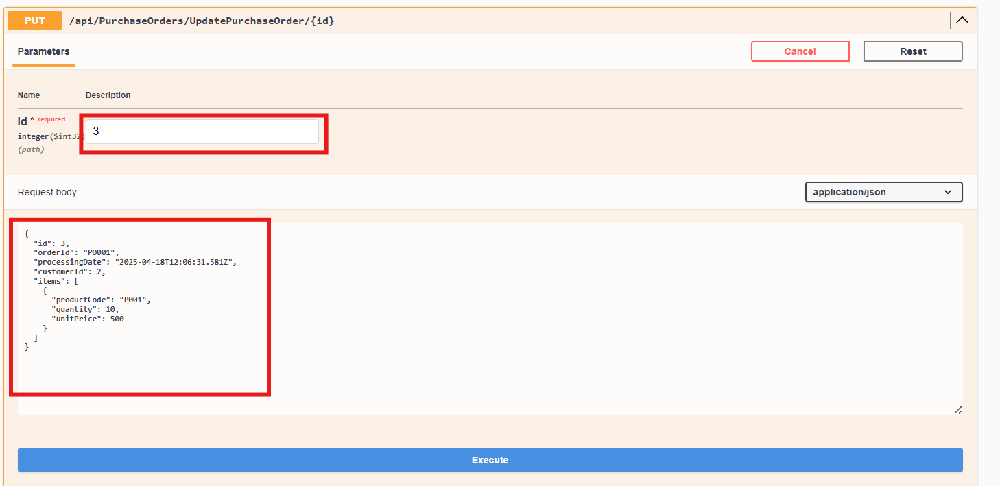 PUT /api/PurchaseOrders/UpdatePurchaseOrder/{id}
Parameters Cancel Reset
Name Description
id * required
3
integer($int32)
(path)
Request body application/json
{
  "id": 3,
  "orderId": "PO001",
  "processingDate": "2025-04-18T12:06:31.581Z",
  "customerId": 2,
  "items": [
    {
      "productCode": "P001",
      "quantity": 10,
      "unitPrice": 500
    }
  ]
}
Execute